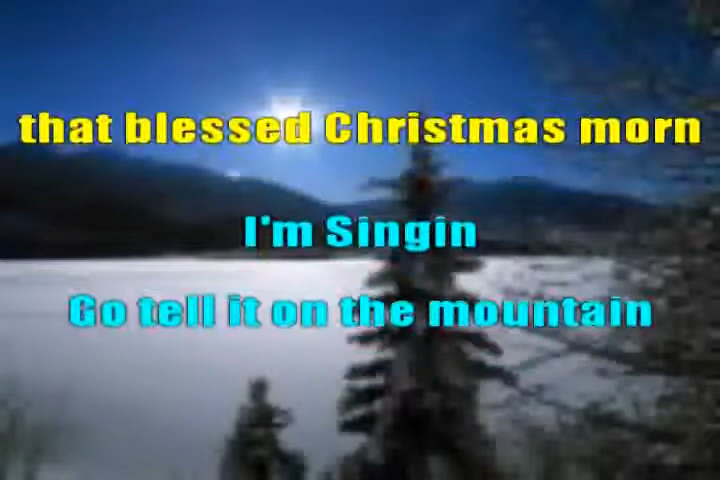 that blessed Christmas morn
I'm Singin
Go tell it on the mountain